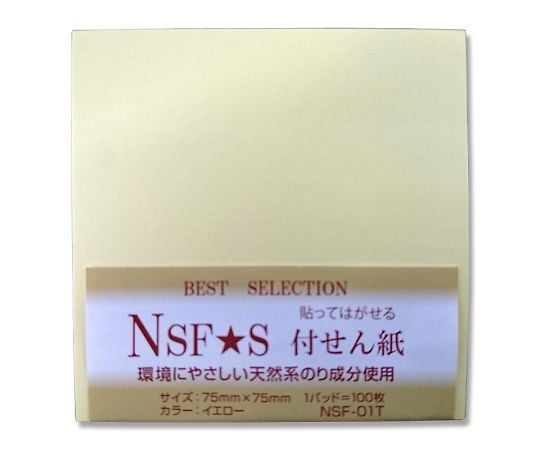 BEST SELECTION
貼ってはがせる
NSF★S 付せん紙
環境にやさしい天然系のり成分使用
サイズ：75mm×75mm 1パッド=100枚
カラー：イエロー NSF-01T